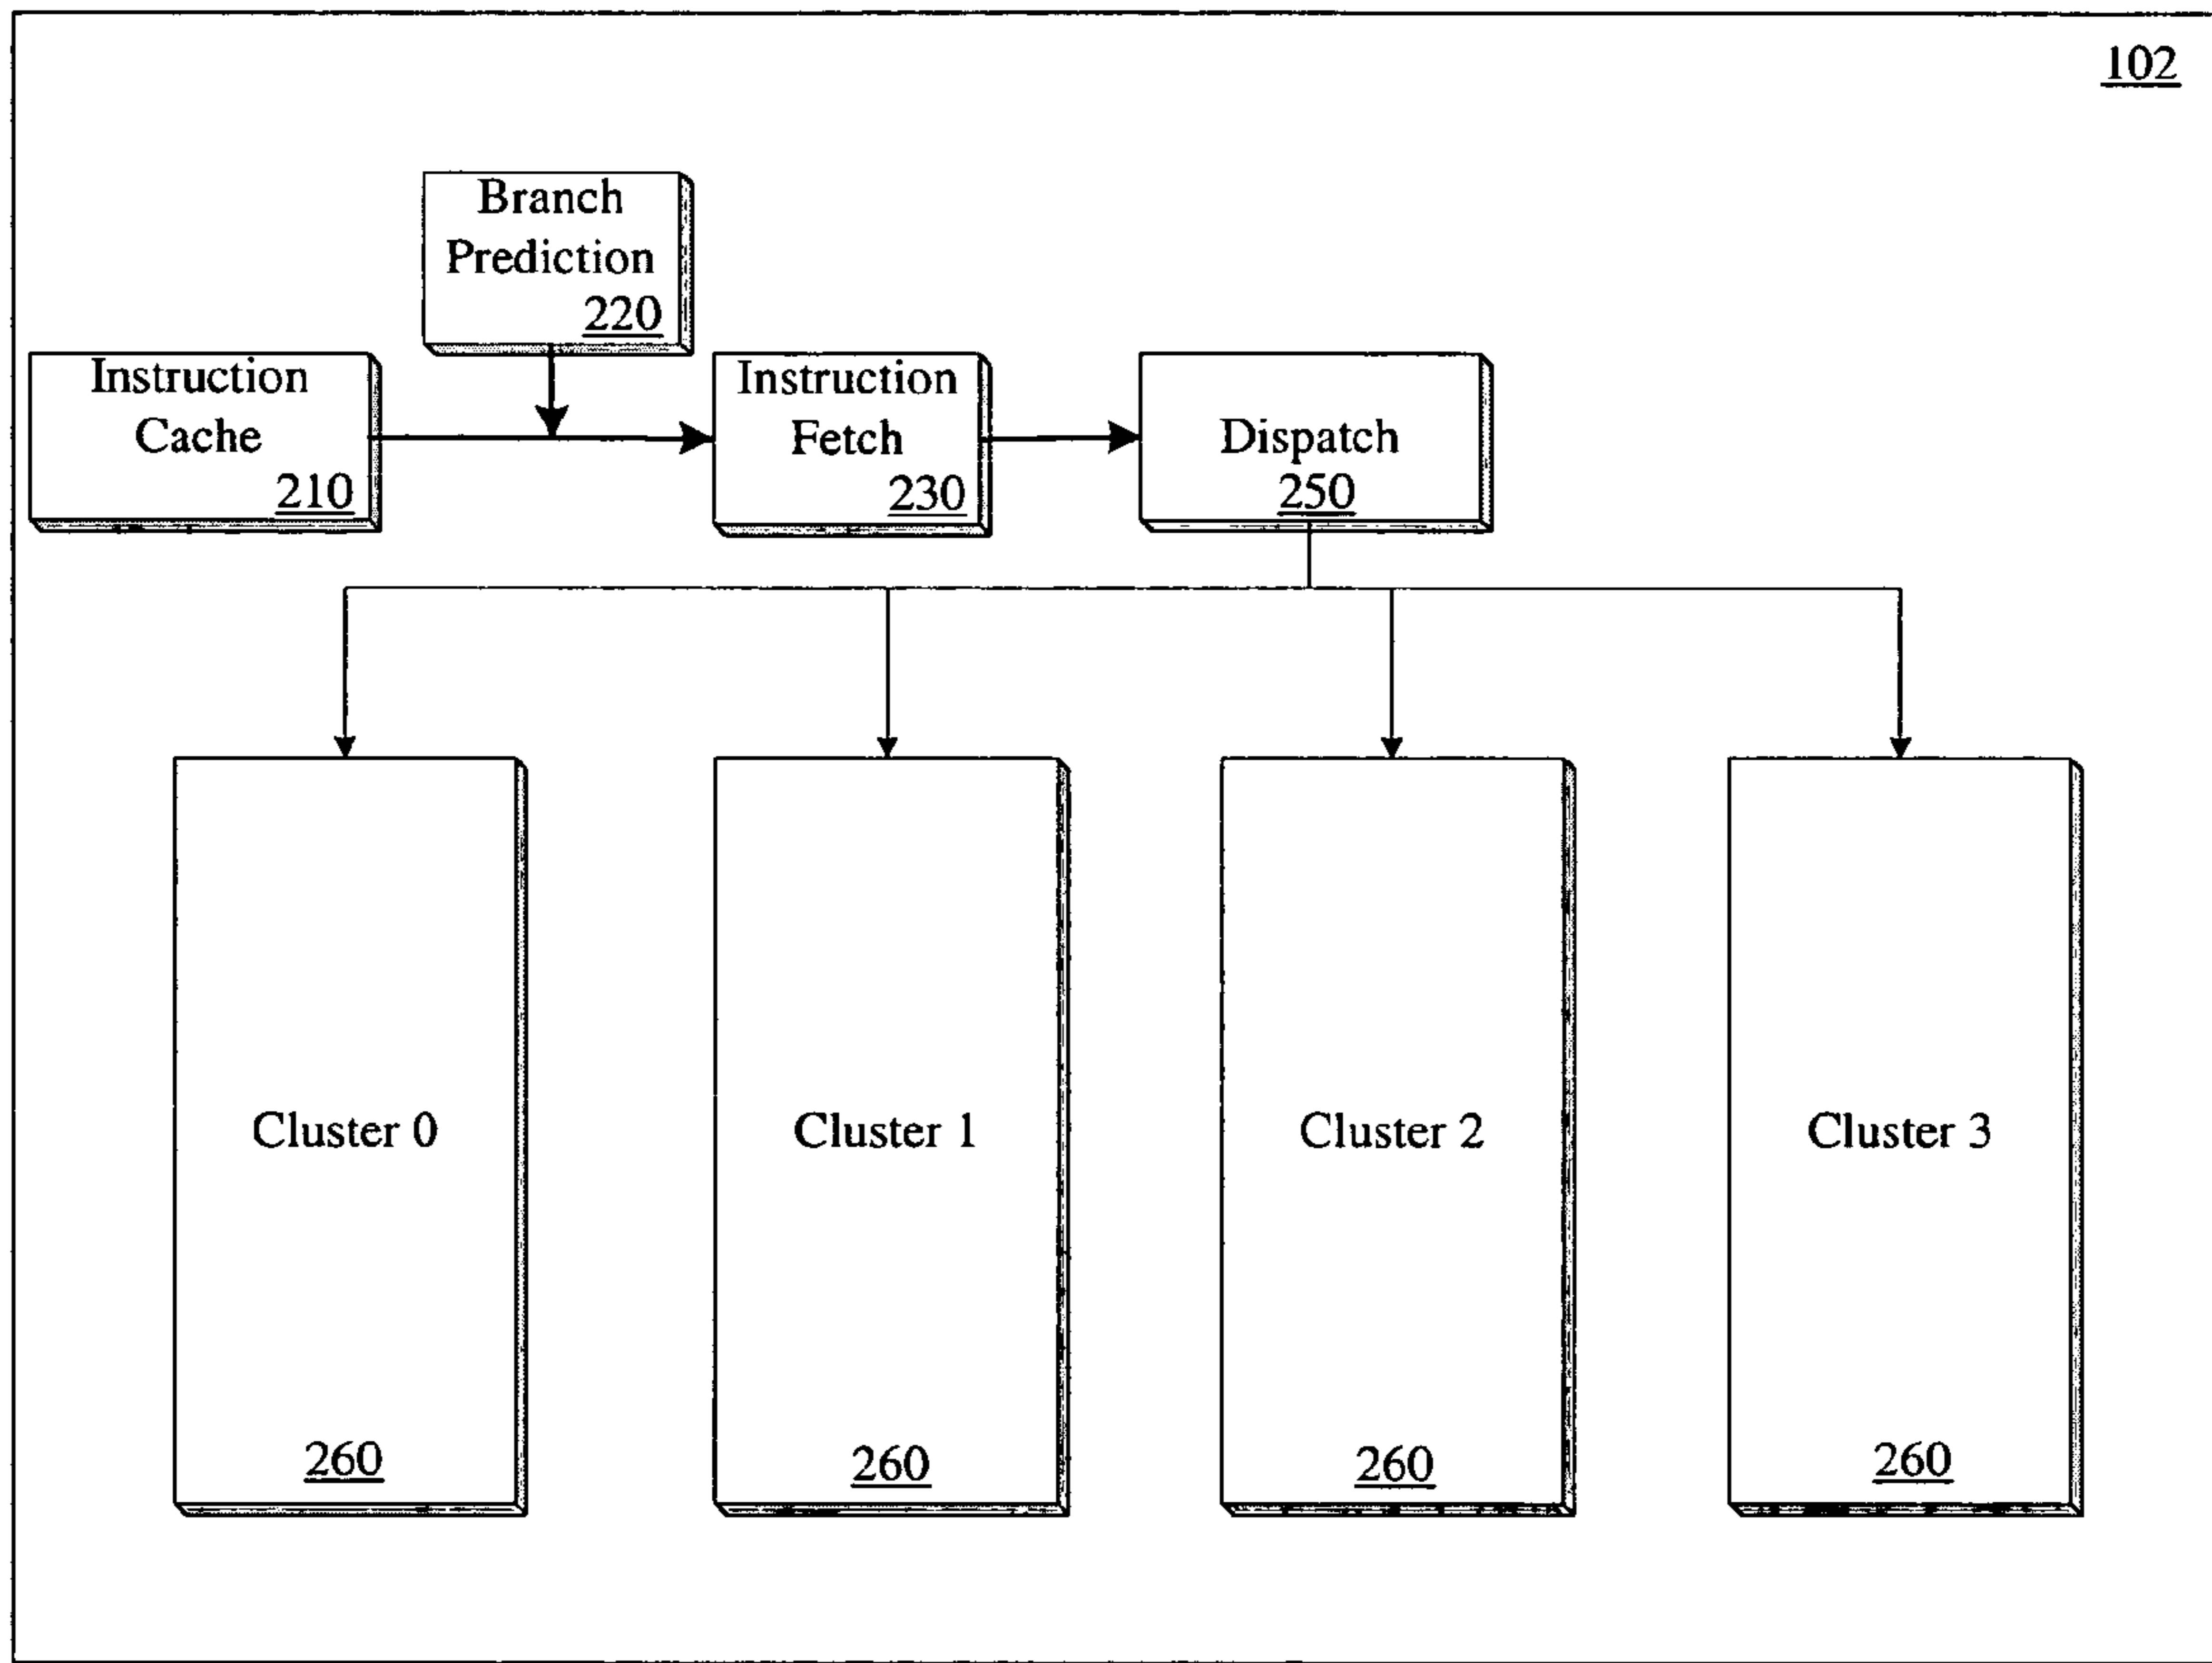 102
Branch
Prediction
220
Instruction
Cache
210
Instruction
Fetch
230
Dispatch
250
Cluster 0
260
Cluster 1
260
Cluster 2
260
Cluster 3
260